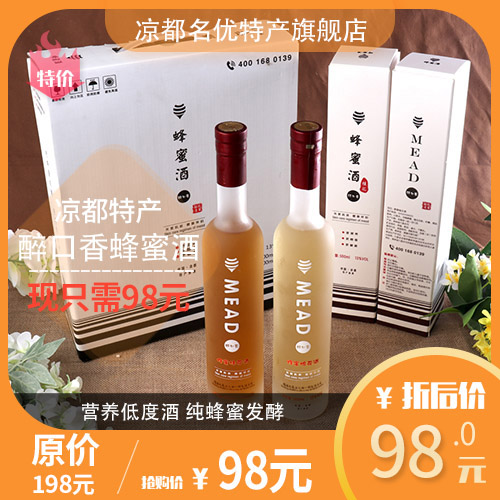 凉都名优特产旗舰店
特价
400 168 0139
蜂蜜酒
MEAD
400 168 0139
凉都特产
醉口香蜂蜜酒
现只需98元
MEAD
MEAD
营养低度酒 纯蜂蜜发酵
原价
198元
抢购价 ¥98元
¥折后价
98.0元